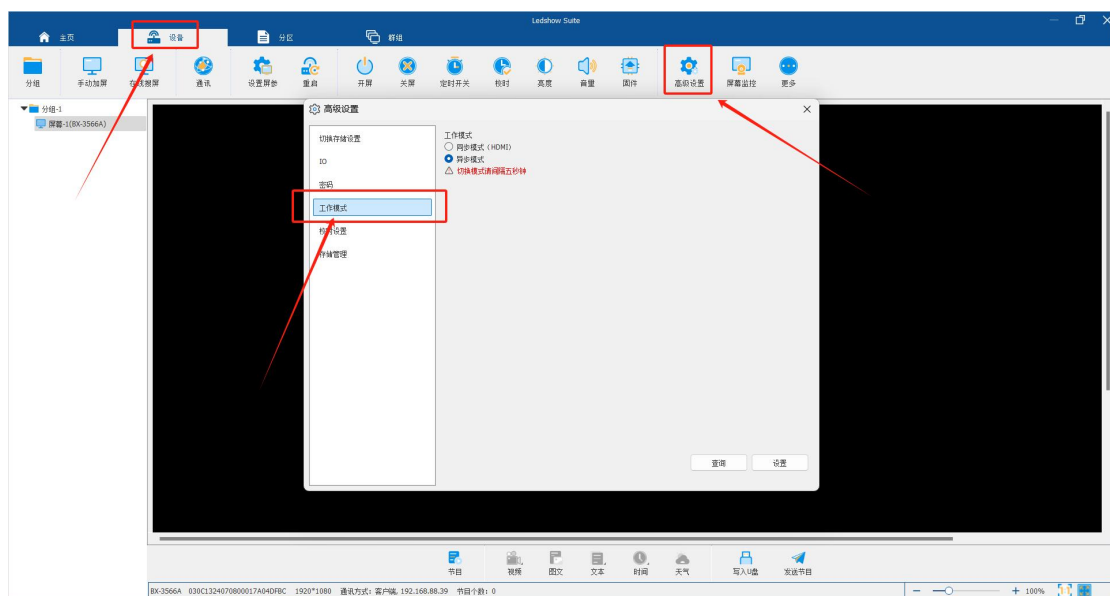 Ledshow Suite
主页 设备 分区 群组
分组 手动加屏 在线搜屏 通讯 设置屏参 重启 开屏 关屏 定时开关 校时 亮度 音量 固件 高级设置 屏幕监控 更多
分组-1
屏幕-1(BX-3566A)
高级设置
切换存储设置
IO
密码
工作模式
校时设置
存储管理
工作模式
同步模式 (HDMI)
异步模式
切换模式请间隔五秒钟
查询 设置
节目 视频 图文 文本 时间 天气 写入U盘 发送节目
BX-3566A 030C1324070800017A04DFBC 1920*1080 通讯方式: 客户端, 192.168.88.39 节目个数: 0 100% 1:1